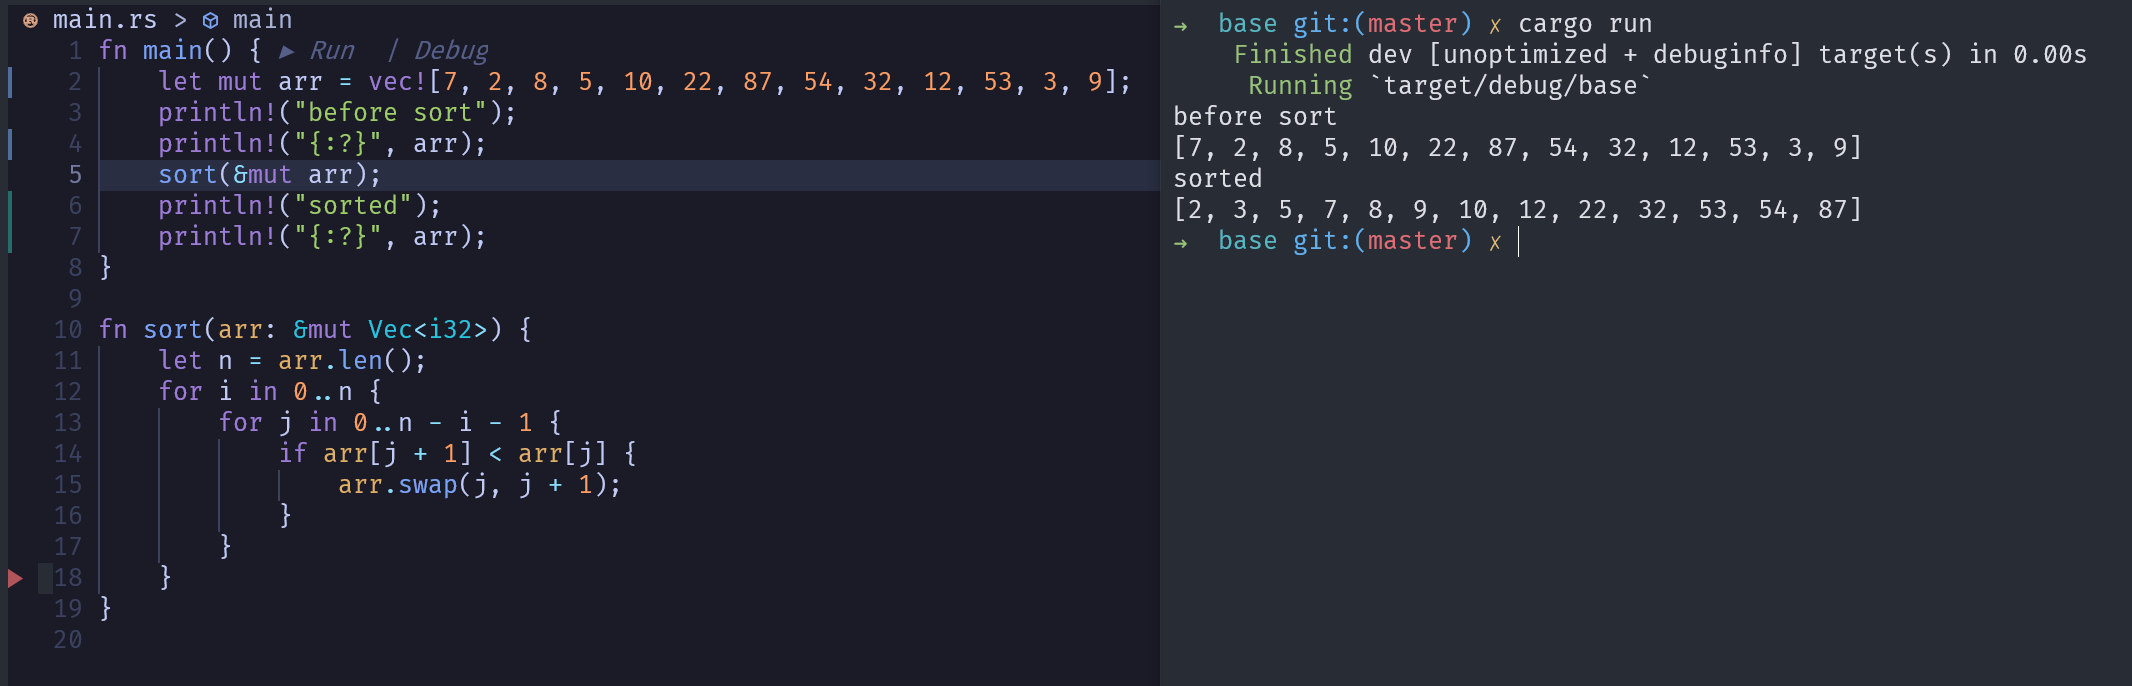 main.rs > main
1 fn main() { ▶ Run | Debug
2     let mut arr = vec![7, 2, 8, 5, 10, 22, 87, 54, 32, 12, 53, 3, 9];
3     println!("before sort");
4     println!("{:?}", arr);
5     sort(&mut arr);
6     println!("sorted");
7     println!("{:?}", arr);
8 }
9
10 fn sort(arr: &mut Vec<i32>) {
11     let n = arr.len();
12     for i in 0..n {
13         for j in 0..n - i - 1 {
14             if arr[j + 1] < arr[j] {
15                 arr.swap(j, j + 1);
16             }
17         }
18     }
19 }
20
→  base git:(master) ✗ cargo run
    Finished dev [unoptimized + debuginfo] target(s) in 0.00s
     Running `target/debug/base`
before sort
[7, 2, 8, 5, 10, 22, 87, 54, 32, 12, 53, 3, 9]
sorted
[2, 3, 5, 7, 8, 9, 10, 12, 22, 32, 53, 54, 87]
→  base git:(master) ✗